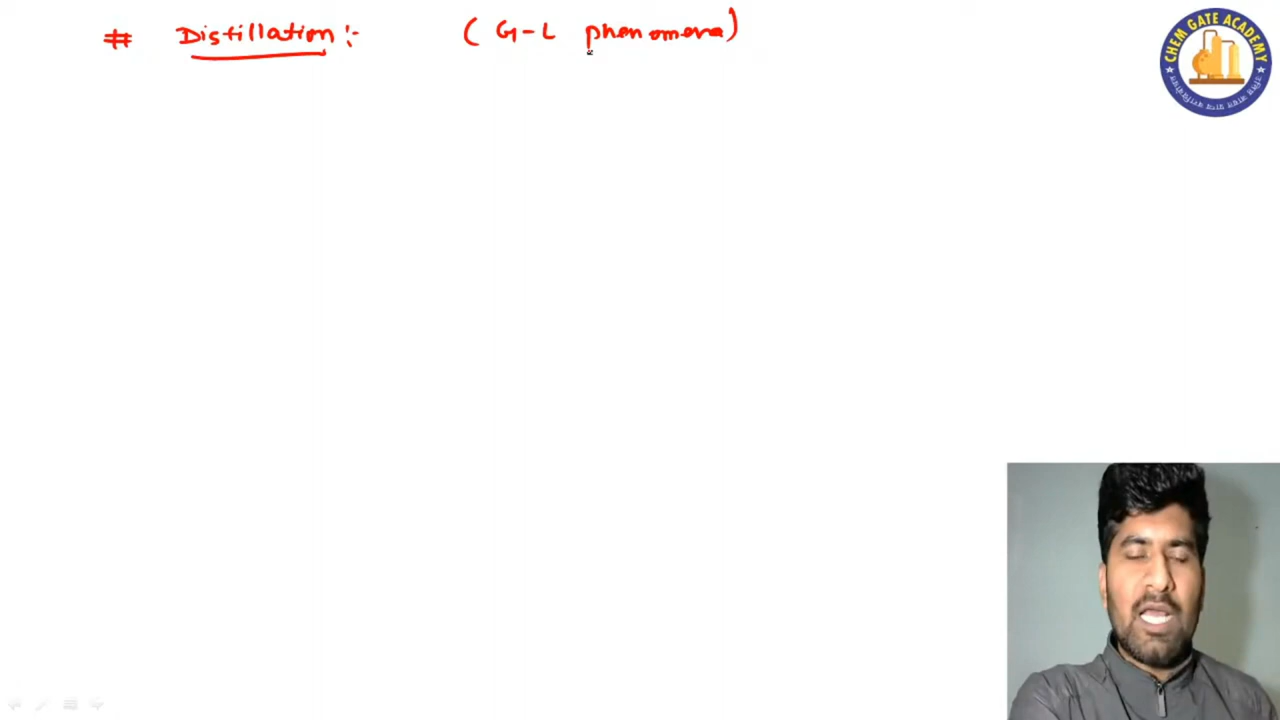 # Distillation :- ( G-L phenomena)
CHEM GATE ACADEMY